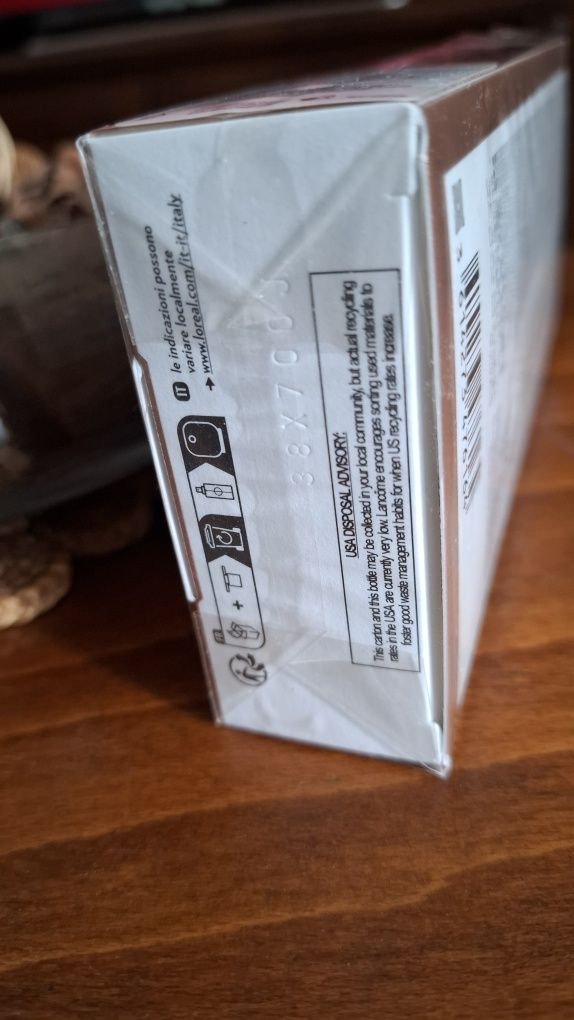 FR
IT le indicazioni possono
variare localmente
→ www.loreal.com/it-it/italy
38X70
USA DISPOSAL ADVISORY:
This carton and this bottle may be collected in your local community, but actual recycling
rates in the USA are currently very low. Lancôme encourages sorting used materials to
foster good waste management habits for when US recycling rates increase.